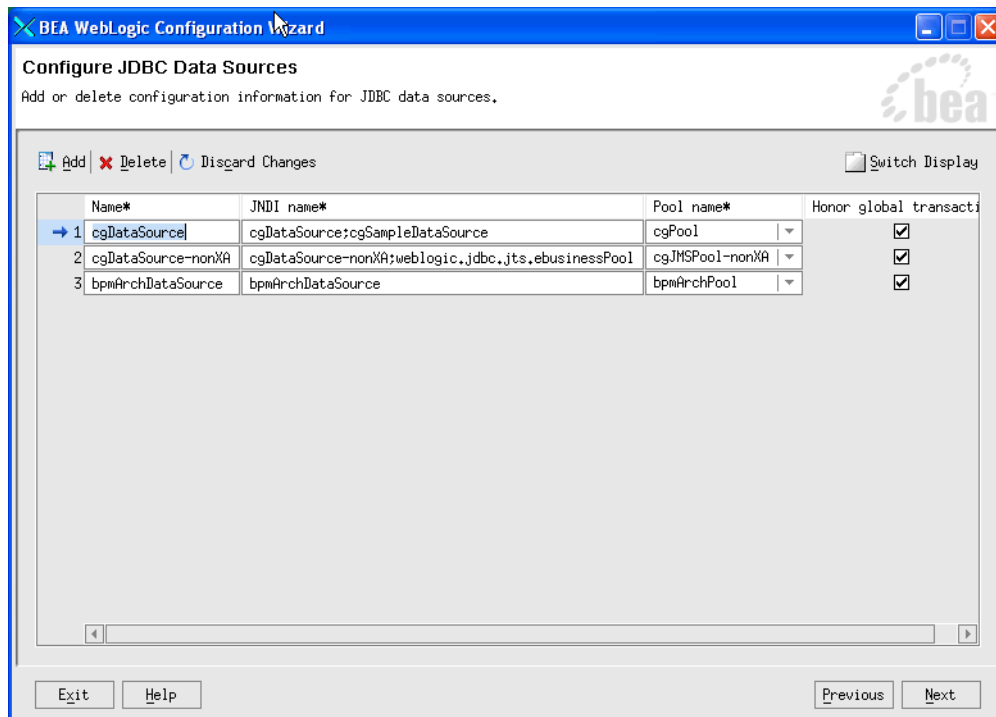 BEA WebLogic Configuration Wizard
Configure JDBC Data Sources
Add or delete configuration information for JDBC data sources.
bea
Add Delete Discard Changes Switch Display
Name* JNDI name* Pool name* Honor global transacti
1 cgDataSource cgDataSource;cgSampleDataSource cgPool
2 cgDataSource-nonXA cgDataSource-nonXA;weblogic.jdbc.jts.ebusinessPool cgJMSPool-nonXA
3 bpmArchDataSource bpmArchDataSource bpmArchPool
Exit Help Previous Next